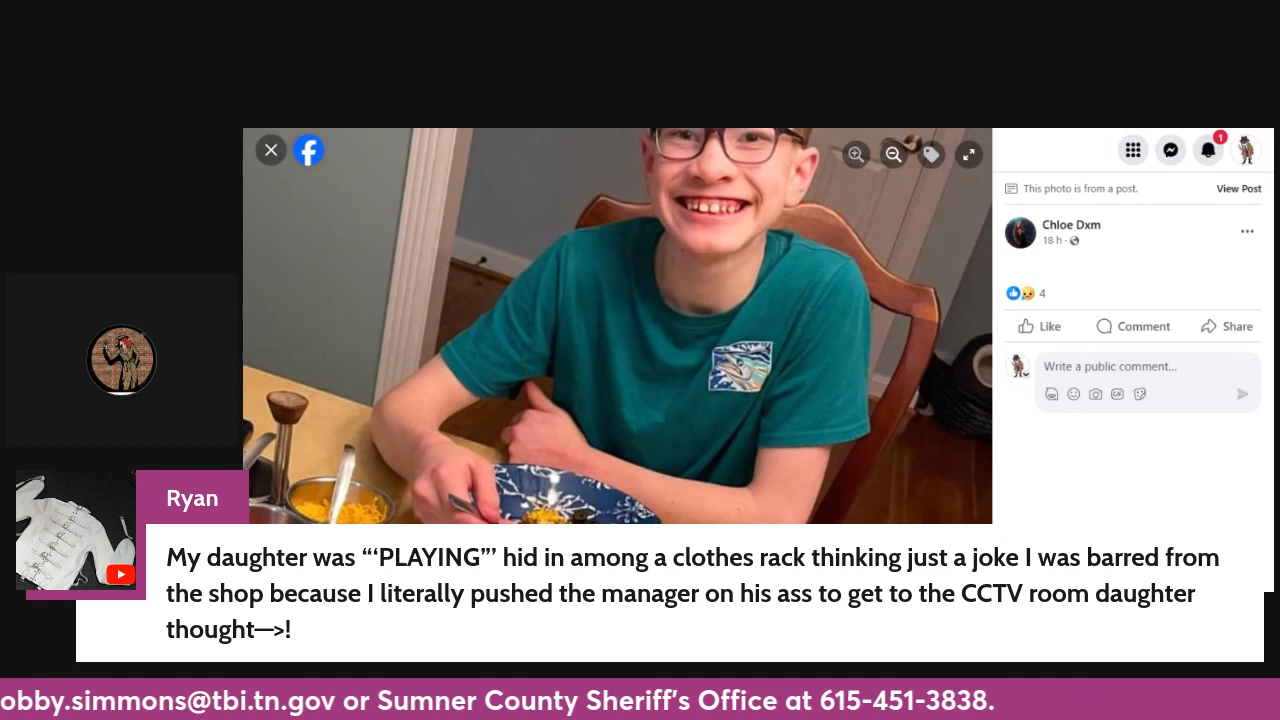 1
This photo is from a post.
View Post
Chloe Dxm
18 h
4
Like
Comment
Share
Write a public comment...
GIF
Ryan
My daughter was “‘PLAYING”’ hid in among a clothes rack thinking just a joke I was barred from
the shop because I literally pushed the manager on his ass to get to the CCTV room daughter
thought—>!
obby.simmons@tbi.tn.gov or Sumner County Sheriff's Office at 615-451-3838.